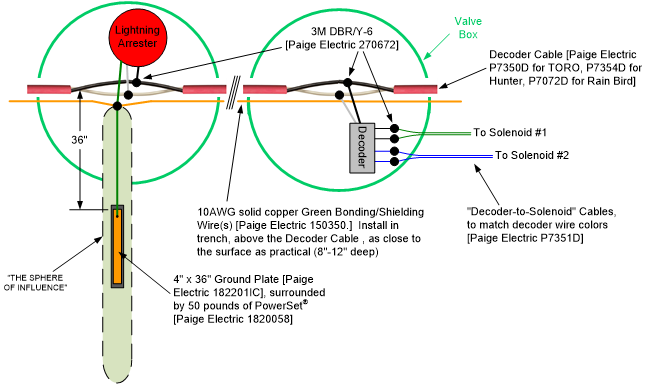 Lightning
Arrester
3M DBR/Y-6
[Paige Electric 270672]
Valve
Box
Decoder Cable [Paige Electric
P7350D for TORO, P7354D for
Hunter, P7072D for Rain Bird]
36"
Decoder
To Solenoid #1
To Solenoid #2
10AWG solid copper Green Bonding/Shielding
Wire(s) [Paige Electric 150350.]  Install in
trench, above the Decoder Cable , as close to
the surface as practical (8"-12" deep)
"Decoder-to-Solenoid" Cables,
to match decoder wire colors
[Paige Electric P7351D]
"THE SPHERE
OF INFLUENCE"
4" x 36" Ground Plate [Paige
Electric 182201IC], surrounded
by 50 pounds of PowerSet®
[Paige Electric 1820058]